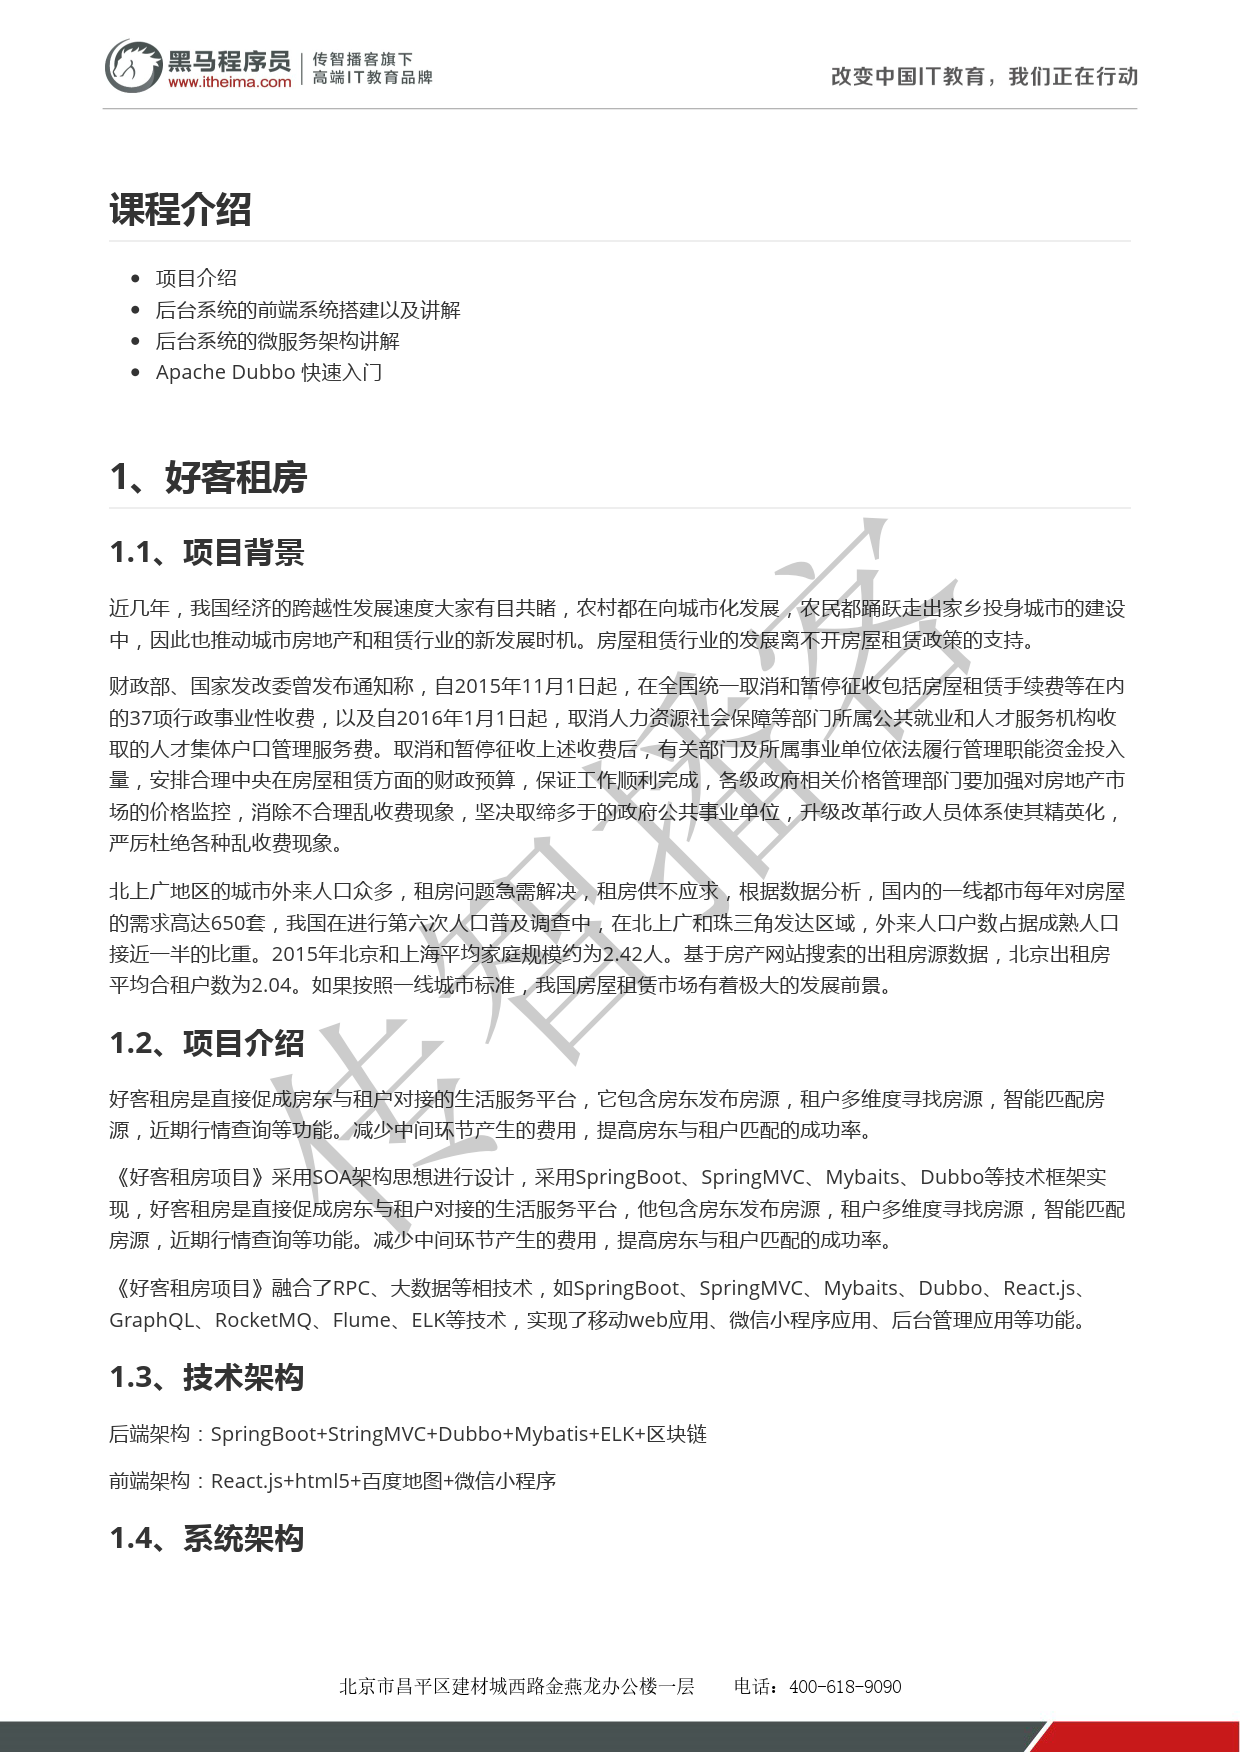 黑马程序员
www.itheima.com
传智播客旗下
高端IT教育品牌
改变中国IT教育，我们正在行动
课程介绍
项目介绍
后台系统的前端系统搭建以及讲解
后台系统的微服务架构讲解
Apache Dubbo 快速入门
1、好客租房
1.1、项目背景
近几年，我国经济的跨越性发展速度大家有目共睹，农村都在向城市化发展，农民都踊跃走出家乡投身城市的建设
中，因此也推动城市房地产和租赁行业的新发展时机。房屋租赁行业的发展离不开房屋租赁政策的支持。
财政部、国家发改委曾发布通知称，自2015年11月1日起，在全国统一取消和暂停征收包括房屋租赁手续费等在内
的37项行政事业性收费，以及自2016年1月1日起，取消人力资源社会保障等部门所属公共就业和人才服务机构收
取的人才集体户口管理服务费。取消和暂停征收上述收费后，有关部门及所属事业单位依法履行管理职能资金投入
量，安排合理中央在房屋租赁方面的财政预算，保证工作顺利完成，各级政府相关价格管理部门要加强对房地产市
场的价格监控，消除不合理乱收费现象，坚决取缔多于的政府公共事业单位，升级改革行政人员体系使其精英化，
严厉杜绝各种乱收费现象。
北上广地区的城市外来人口众多，租房问题急需解决，租房供不应求，根据数据分析，国内的一线都市每年对房屋
的需求高达650套，我国在进行第六次人口普及调查中，在北上广和珠三角发达区域，外来人口户数占据成熟人口
接近一半的比重。2015年北京和上海平均家庭规模约为2.42人。基于房产网站搜索的出租房源数据，北京出租房
平均合租户数为2.04。如果按照一线城市标准，我国房屋租赁市场有着极大的发展前景。
1.2、项目介绍
好客租房是直接促成房东与租户对接的生活服务平台，它包含房东发布房源，租户多维度寻找房源，智能匹配房
源，近期行情查询等功能。减少中间环节产生的费用，提高房东与租户匹配的成功率。
《好客租房项目》采用SOA架构思想进行设计，采用SpringBoot、SpringMVC、Mybaits、Dubbo等技术框架实
现，好客租房是直接促成房东与租户对接的生活服务平台，他包含房东发布房源，租户多维度寻找房源，智能匹配
房源，近期行情查询等功能。减少中间环节产生的费用，提高房东与租户匹配的成功率。
《好客租房项目》融合了RPC、大数据等相技术，如SpringBoot、SpringMVC、Mybaits、Dubbo、React.js、
GraphQL、RocketMQ、Flume、ELK等技术，实现了移动web应用、微信小程序应用、后台管理应用等功能。
1.3、技术架构
后端架构：SpringBoot+StringMVC+Dubbo+Mybatis+ELK+区块链
前端架构：React.js+html5+百度地图+微信小程序
1.4、系统架构
传智播客
北京市昌平区建材城西路金燕龙办公楼一层 电话：400-618-9090